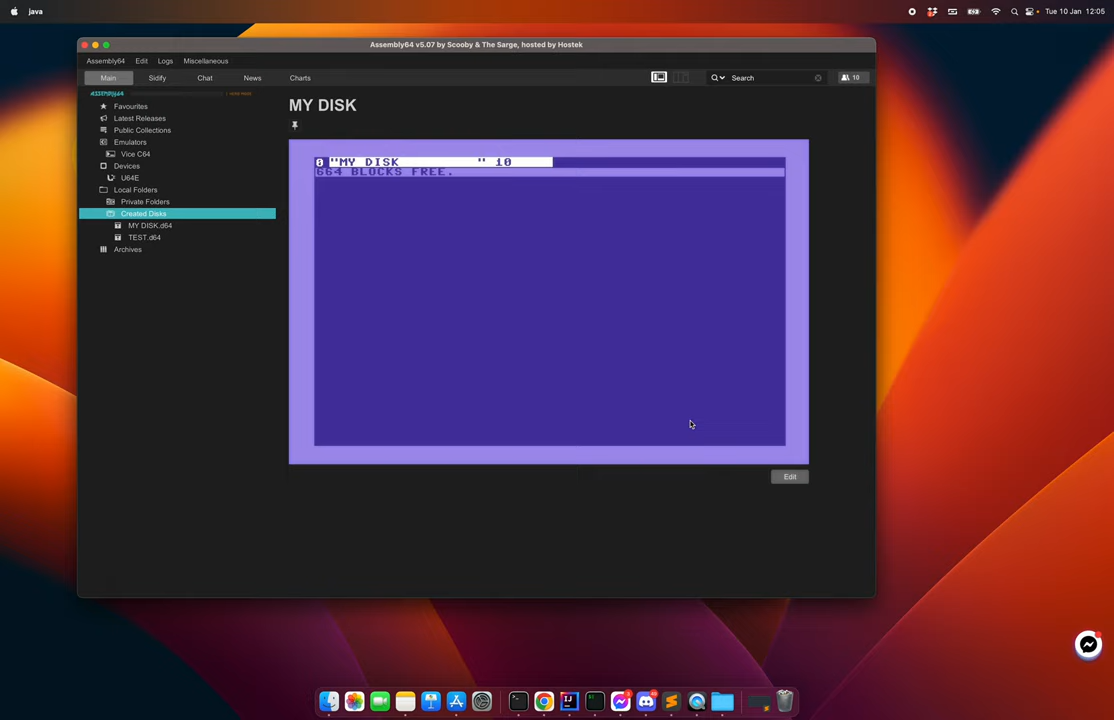 java
Tue 10 Jan 12:05
Assembly64 v5.07 by Scooby & The Sarge, hosted by Hostek
Assembly64 Edit Logs Miscellaneous
Main Sidify Chat News Charts Search 10
Favourites
Latest Releases
Public Collections
Emulators
Vice C64
Devices
U64E
Local Folders
Private Folders
Created Disks
MY DISK.d64
TEST.d64
Archives
MY DISK
0 "MY DISK         " 10
664 BLOCKS FREE.
Edit